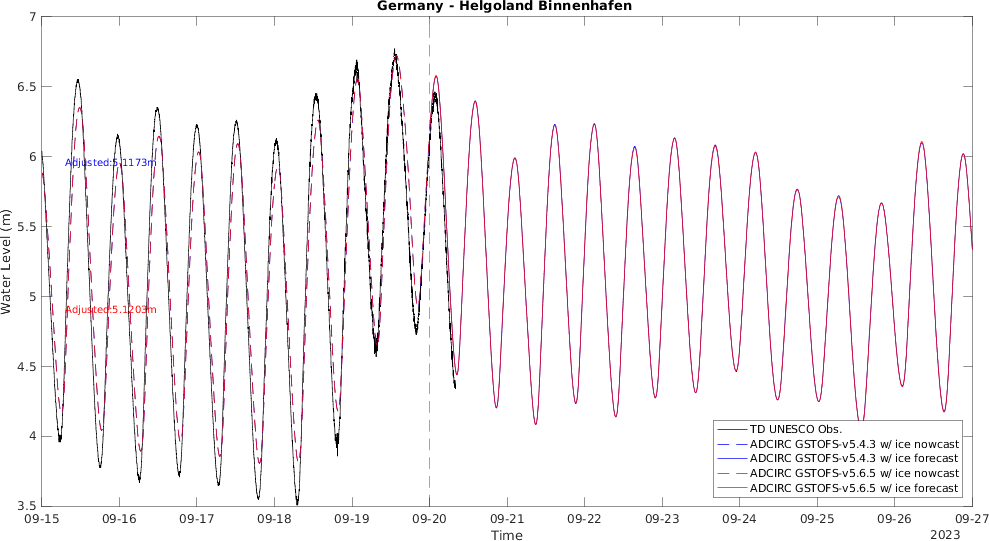 Germany - Helgoland Binnenhafen
7
6.5
6
5.5
5
4.5
4
3.5
Water Level (m)
Adjusted:5.1173m
Adjusted:5.1203m
TD UNESCO Obs.
ADCIRC GSTOFS-v5.4.3 w/ ice nowcast
ADCIRC GSTOFS-v5.4.3 w/ ice forecast
ADCIRC GSTOFS-v5.6.5 w/ ice nowcast
ADCIRC GSTOFS-v5.6.5 w/ ice forecast
09-15 09-16 09-17 09-18 09-19 09-20 09-21 09-22 09-23 09-24 09-25 09-26 09-27
Time
2023